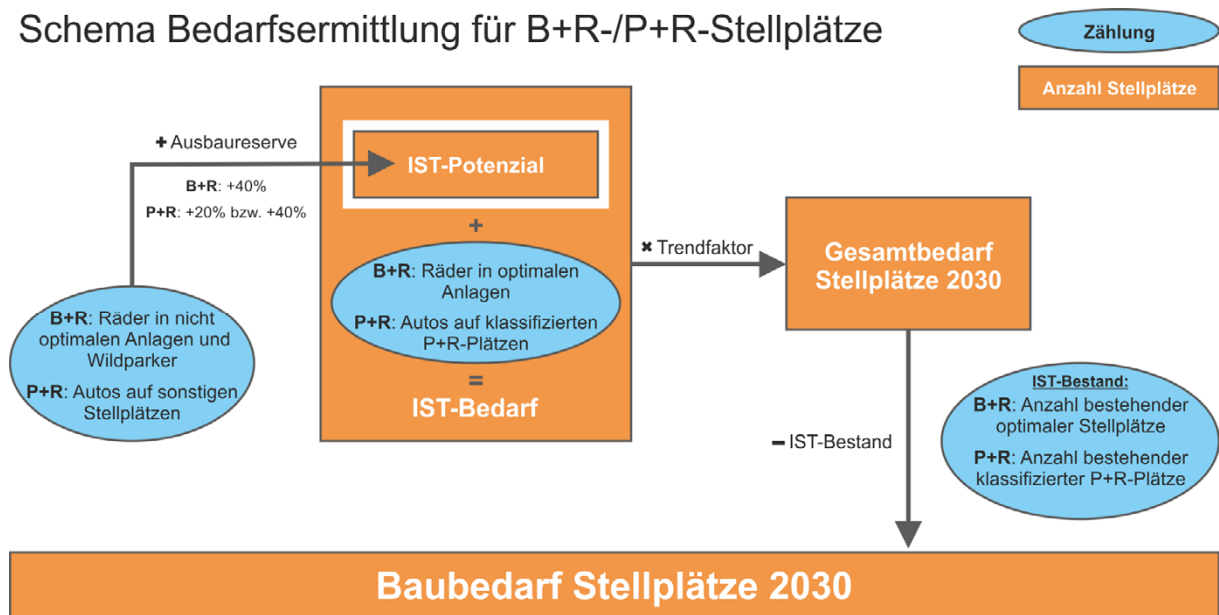 Schema Bedarfsermittlung für B+R-/P+R-Stellplätze
Zählung
Anzahl Stellplätze
+ Ausbaureserve
B+R: +40%
P+R: +20% bzw. +40%
B+R: Räder in nicht
optimalen Anlagen und
Wildparker
P+R: Autos auf sonstigen
Stellplätzen
IST-Potenzial
+
B+R: Räder in optimalen
Anlagen
P+R: Autos auf klassifizierten
P+R-Plätzen
=
IST-Bedarf
× Trendfaktor
Gesamtbedarf
Stellplätze 2030
− IST-Bestand
IST-Bestand:
B+R: Anzahl bestehender
optimaler Stellplätze
P+R: Anzahl bestehender
klassifizierter P+R-Plätze
Baubedarf Stellplätze 2030